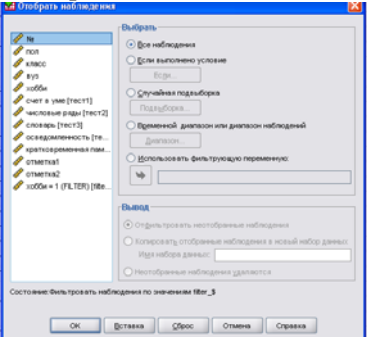 Отобрать наблюдения
№
пол
класс
вуз
хобби
счет в уме [тест1]
числовые ряды [тест2]
словарь [тест3]
осведомленность [те...
кратковременная пам...
отметка1
отметка2
хобби = 1 (FILTER) [filte...
Выбрать
Все наблюдения
Если выполнено условие
Если...
Случайная подвыборка
Подвыборка...
Временной диапазон или диапазон наблюдений
Диапазон...
Использовать фильтрующую переменную:
Вывод
Отфильтровать неотобранные наблюдения
Копировать отобранные наблюдения в новый набор данных
Имя набора данных:
Неотобранные наблюдения удаляются
Состояние:Фильтровать наблюдения по значениям filter_$
OK
Вставка
Сброс
Отмена
Справка